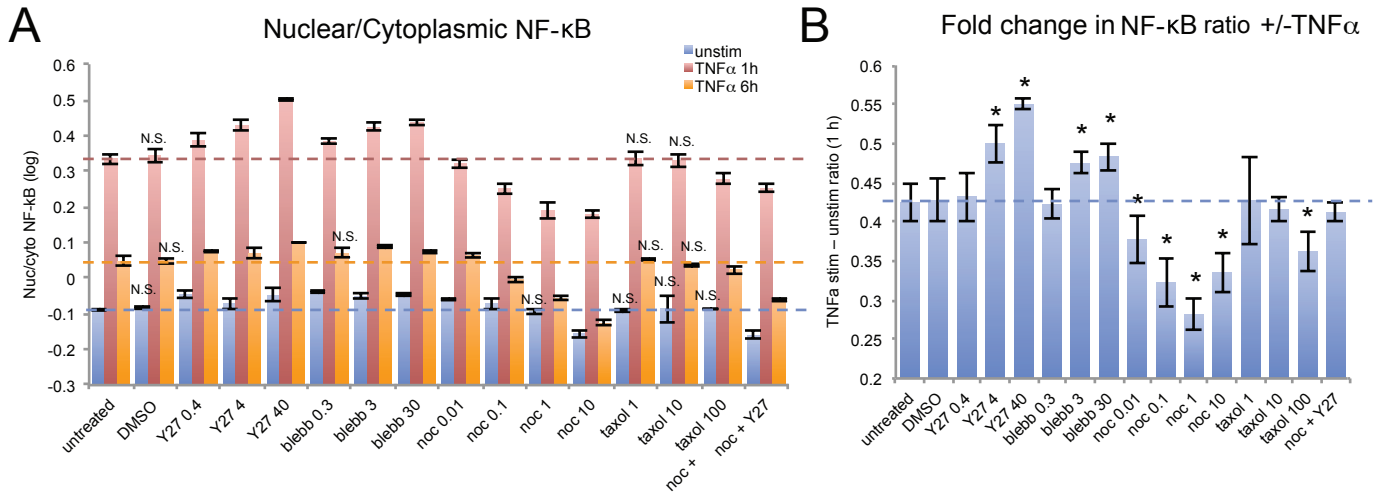 A
Nuclear/Cytoplasmic NF-κB
unstim
TNFα 1h
TNFα 6h
Nuc/cyto NF-kB (log)
0.6
0.5
0.4
0.3
0.2
0.1
0
-0.1
-0.2
-0.3
N.S.
N.S.
N.S.
N.S.
N.S.
N.S.
N.S.
N.S.
N.S.
N.S.
N.S.
N.S.
untreated
DMSO
Y27 0.4
Y27 4
Y27 40
blebb 0.3
blebb 3
blebb 30
noc 0.01
noc 0.1
noc 1
noc 10
taxol 1
taxol 10
taxol 100
noc +
noc + Y27
B
Fold change in NF-κB ratio +/-TNFα
TNFa stim – unstim ratio (1 h)
0.6
0.55
0.5
0.45
0.4
0.35
0.3
0.25
0.2
*
*
*
*
*
*
*
*
*
untreated
DMSO
Y27 0.4
Y27 4
Y27 40
blebb 0.3
blebb 3
blebb 30
noc 0.01
noc 0.1
noc 1
noc 10
taxol 1
taxol 10
taxol 100
noc + Y27